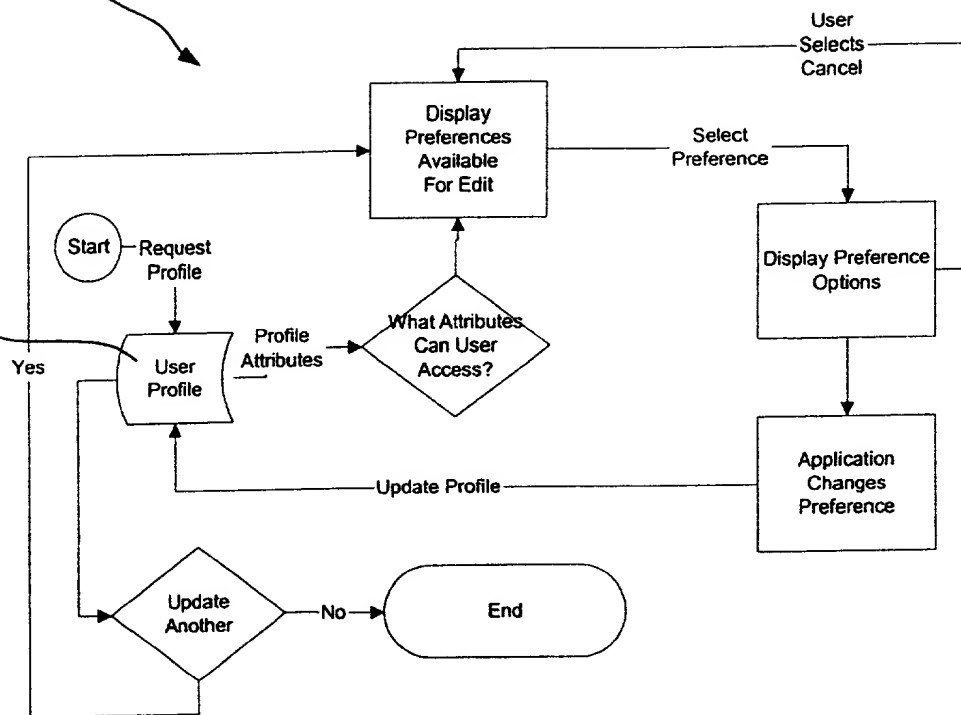 User
Selects
Cancel
Display
Preferences
Available
For Edit
Select
Preference
Start
Request
Profile
Display Preference
Options
What Attributes
Can User
Access?
Profile
Attributes
User
Profile
Yes
Application
Changes
Preference
Update Profile
Update
Another
No
End